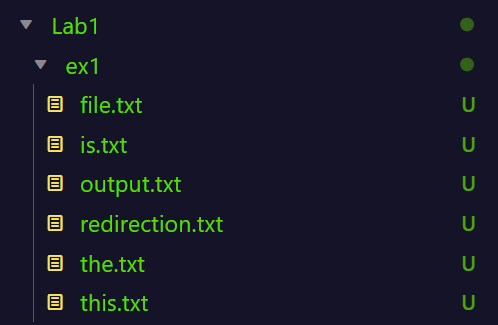 Lab1
ex1
file.txt U
is.txt U
output.txt U
redirection.txt U
the.txt U
this.txt U